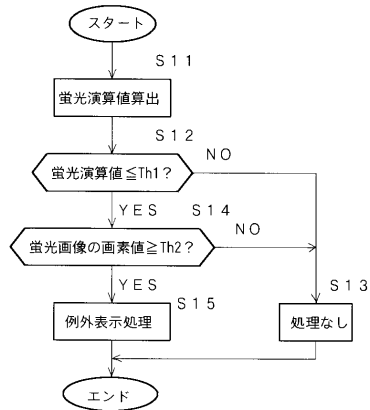 スタート
S11
蛍光演算値算出
S12
蛍光演算値≦Th1?
NO
YES
S14
蛍光画像の画素値≧Th2?
NO
YES
S15
S13
例外表示処理
処理なし
エンド